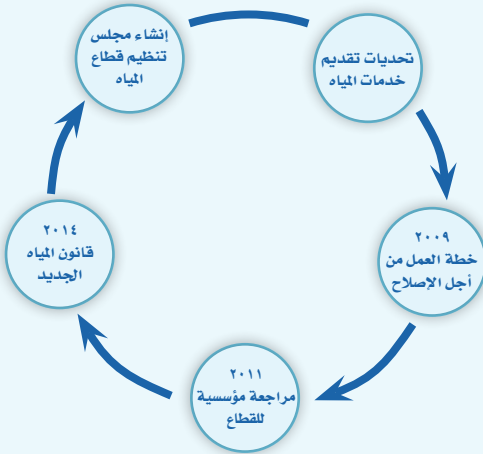 تحديات تقديم
خدمات المياه
٢٠٠٩
خطة العمل من
أجل الإصلاح
٢٠١١
مراجعة مؤسسية
للقطاع
٢٠١٤
قانون المياه
الجديد
إنشاء مجلس
تنظيم قطاع
المياه